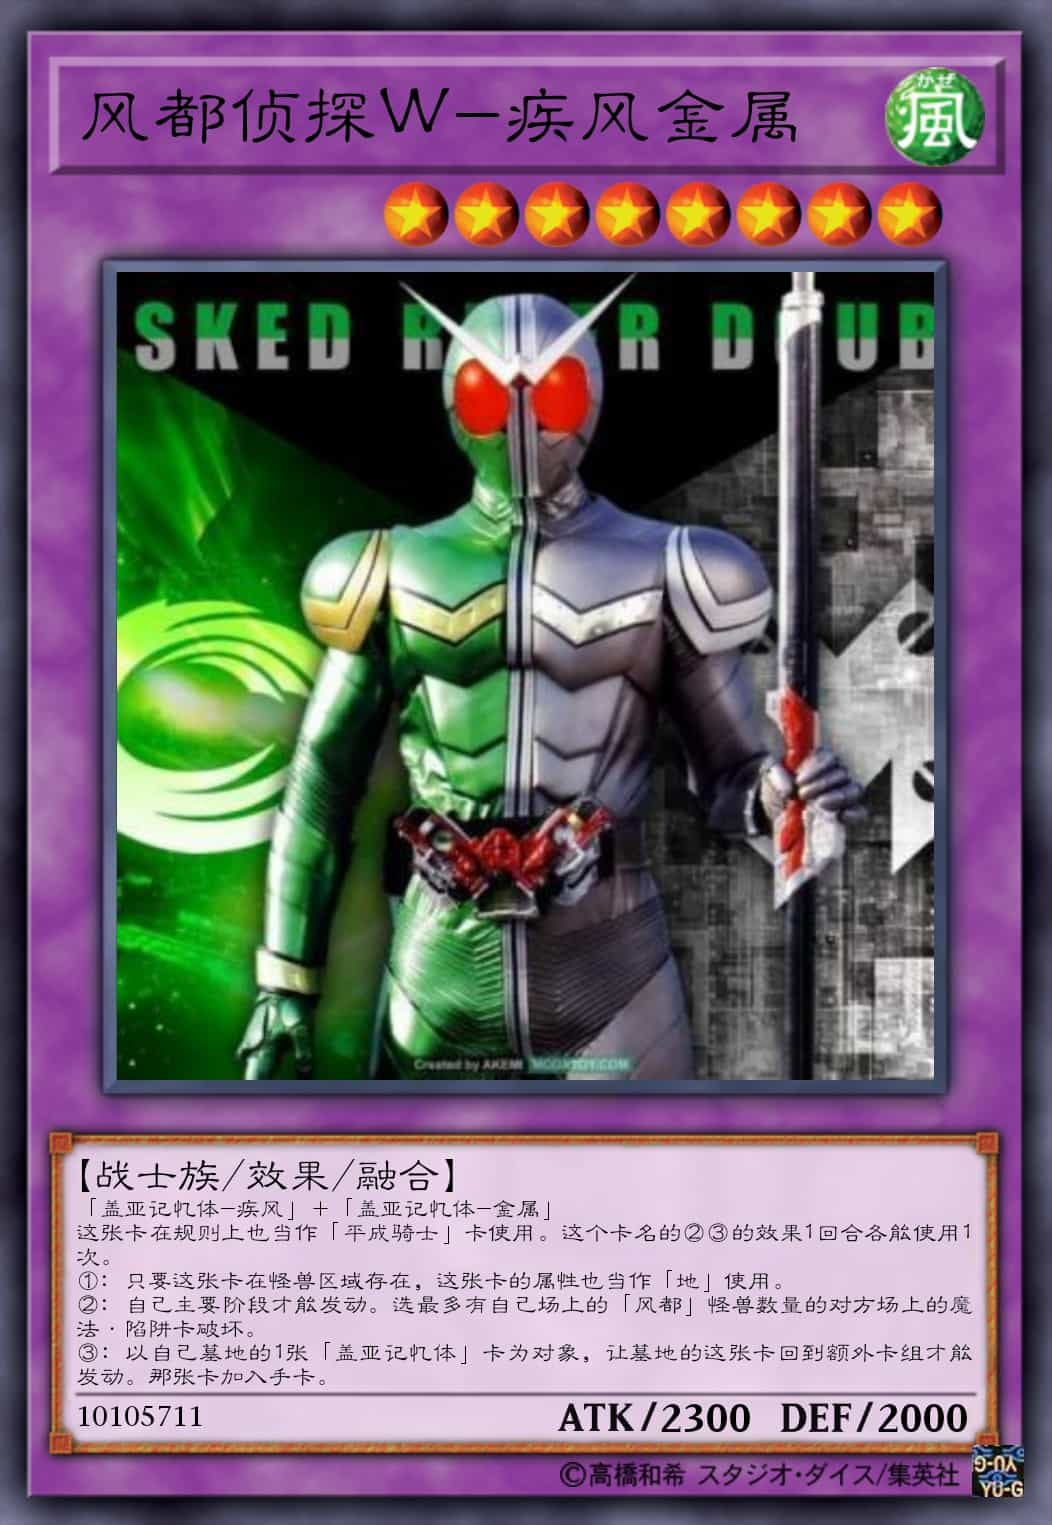 风都侦探W-疾风金属
かぜ
風
SKED R ER DOUB
Created by AKEMI MCGXTOY.COM
【战士族/效果/融合】
「盖亚记忆体-疾风」+「盖亚记忆体-金属」
这张卡在规则上也当作「平成骑士」卡使用。这个卡名的②③的效果1回合各能使用1
次。
①：只要这张卡在怪兽区域存在，这张卡的属性也当作「地」使用。
②：自己主要阶段才能发动。选最多有自己场上的「风都」怪兽数量的对方场上的魔
法·陷阱卡破坏。
③：以自己墓地的1张「盖亚记忆体」卡为对象，让墓地的这张卡回到额外卡组才能
发动。那张卡加入手卡。
10105711 ATK/2300 DEF/2000
©高橋和希 スタジオ·ダイス/集英社
YU-G
YU-G